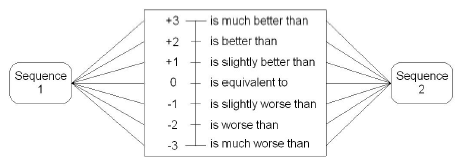 +3 is much better than
+2 is better than
+1 is slightly better than
Sequence
1
0 is equivalent to
Sequence
2
-1 is slightly worse than
-2 is worse than
-3 is much worse than